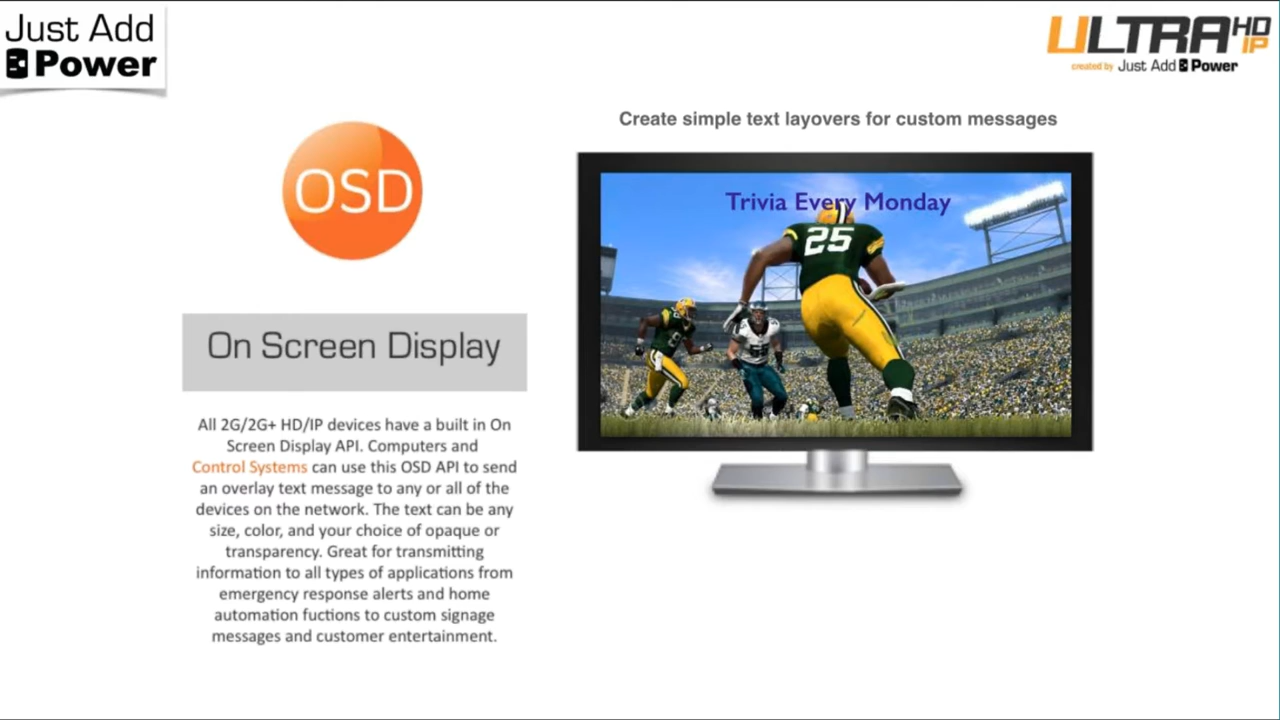 Just Add
Power
ULTRA HD IP
created by Just Add Power
Create simple text layovers for custom messages
OSD
Trivia Every Monday
25
On Screen Display
All 2G/2G+ HD/IP devices have a built in On
Screen Display API. Computers and
Control Systems can use this OSD API to send
an overlay text message to any or all of the
devices on the network. The text can be any
size, color, and your choice of opaque or
transparency. Great for transmitting
information to all types of applications from
emergency response alerts and home
automation fuctions to custom signage
messages and customer entertainment.